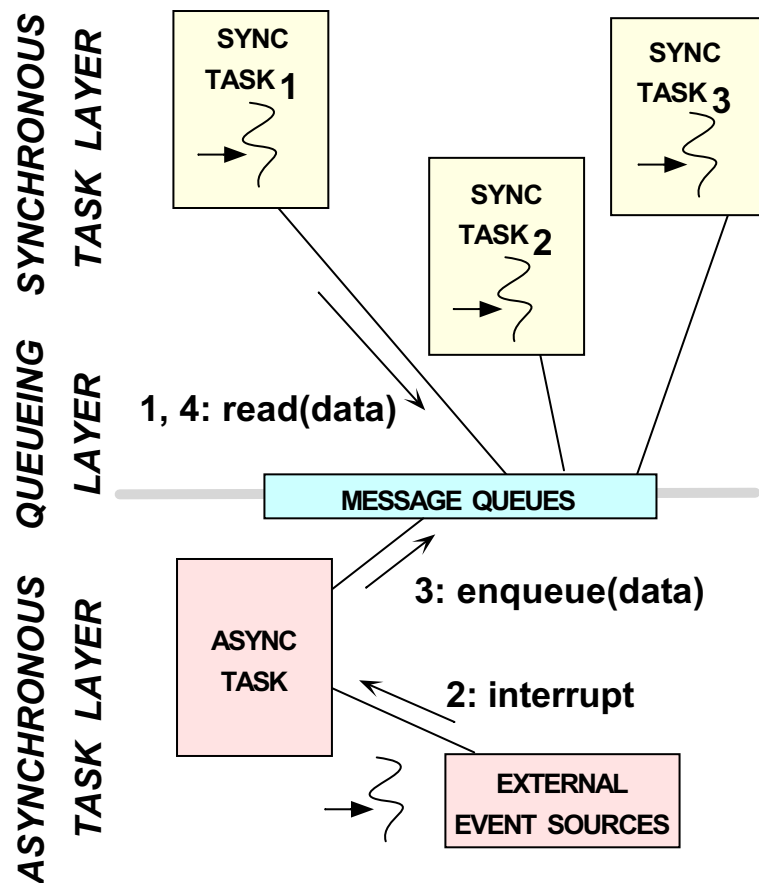 SYNCHRONOUS
TASK LAYER
SYNC
TASK 1
SYNC
TASK 2
SYNC
TASK 3
QUEUEING
LAYER
1, 4: read(data)
MESSAGE QUEUES
3: enqueue(data)
ASYNCHRONOUS
TASK LAYER
ASYNC
TASK
2: interrupt
EXTERNAL
EVENT SOURCES